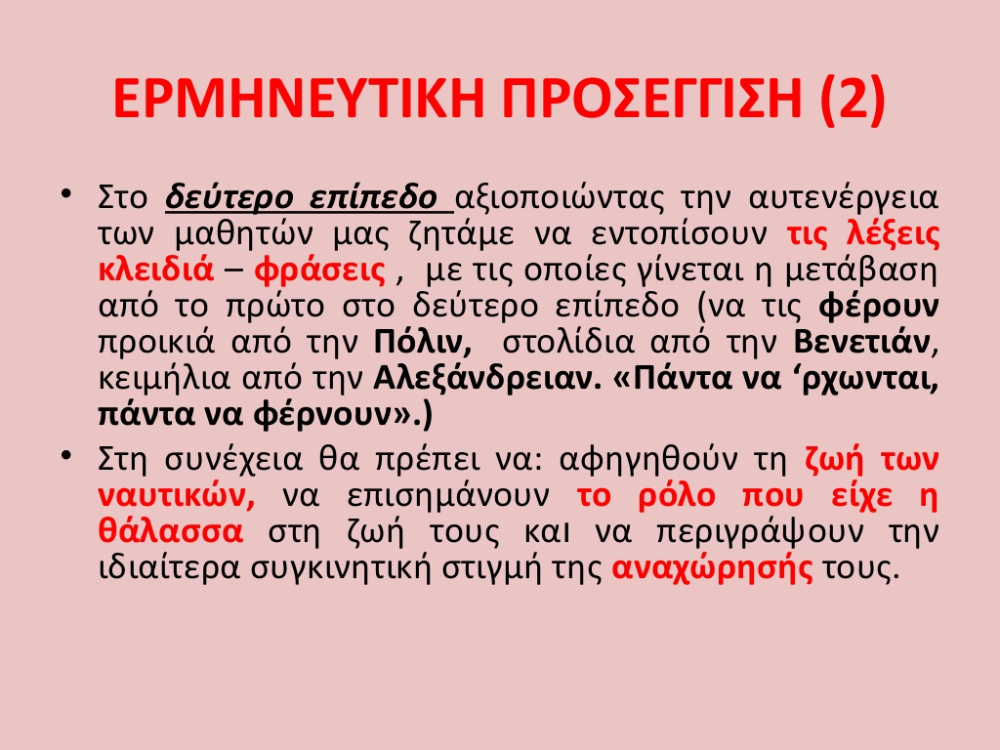 ΕΡΜΗΝΕΥΤΙΚΗ ΠΡΟΣΕΓΓΙΣΗ (2)
• Στο δεύτερο επίπεδο αξιοποιώντας την αυτενέργεια
των μαθητών μας ζητάμε να εντοπίσουν τις λέξεις
κλειδιά – φράσεις , με τις οποίες γίνεται η μετάβαση
από το πρώτο στο δεύτερο επίπεδο (να τις φέρουν
προικιά από την Πόλιν, στολίδια από την Βενετιάν,
κειμήλια από την Αλεξάνδρειαν. «Πάντα να ‘ρχωνται,
πάντα να φέρνουν».)
• Στη συνέχεια θα πρέπει να: αφηγηθούν τη ζωή των
ναυτικών, να επισημάνουν το ρόλο που είχε η
θάλασσα στη ζωή τους και να περιγράψουν την
ιδιαίτερα συγκινητική στιγμή της αναχώρησής τους.